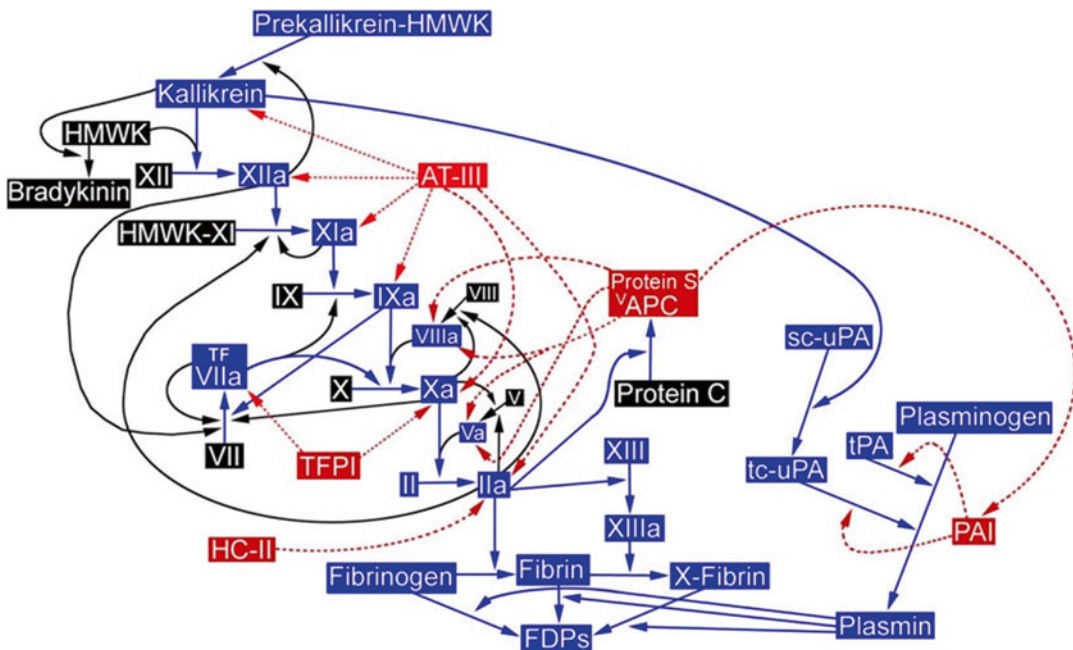 Prekallikrein-HMWK
Kallikrein
HMWK
XII
XIIa
AT-III
Bradykinin
HMWK-XI
XIa
Protein S
VAPC
IX
IXa
VIII
VIIIa
sc-uPA
TF
VIIa
X
Xa
V
Protein C
Plasminogen
Va
tPA
VII
TFPI
XIII
tc-uPA
II
IIa
XIIIa
PAI
HC-II
Fibrinogen
Fibrin
X-Fibrin
FDPs
Plasmin